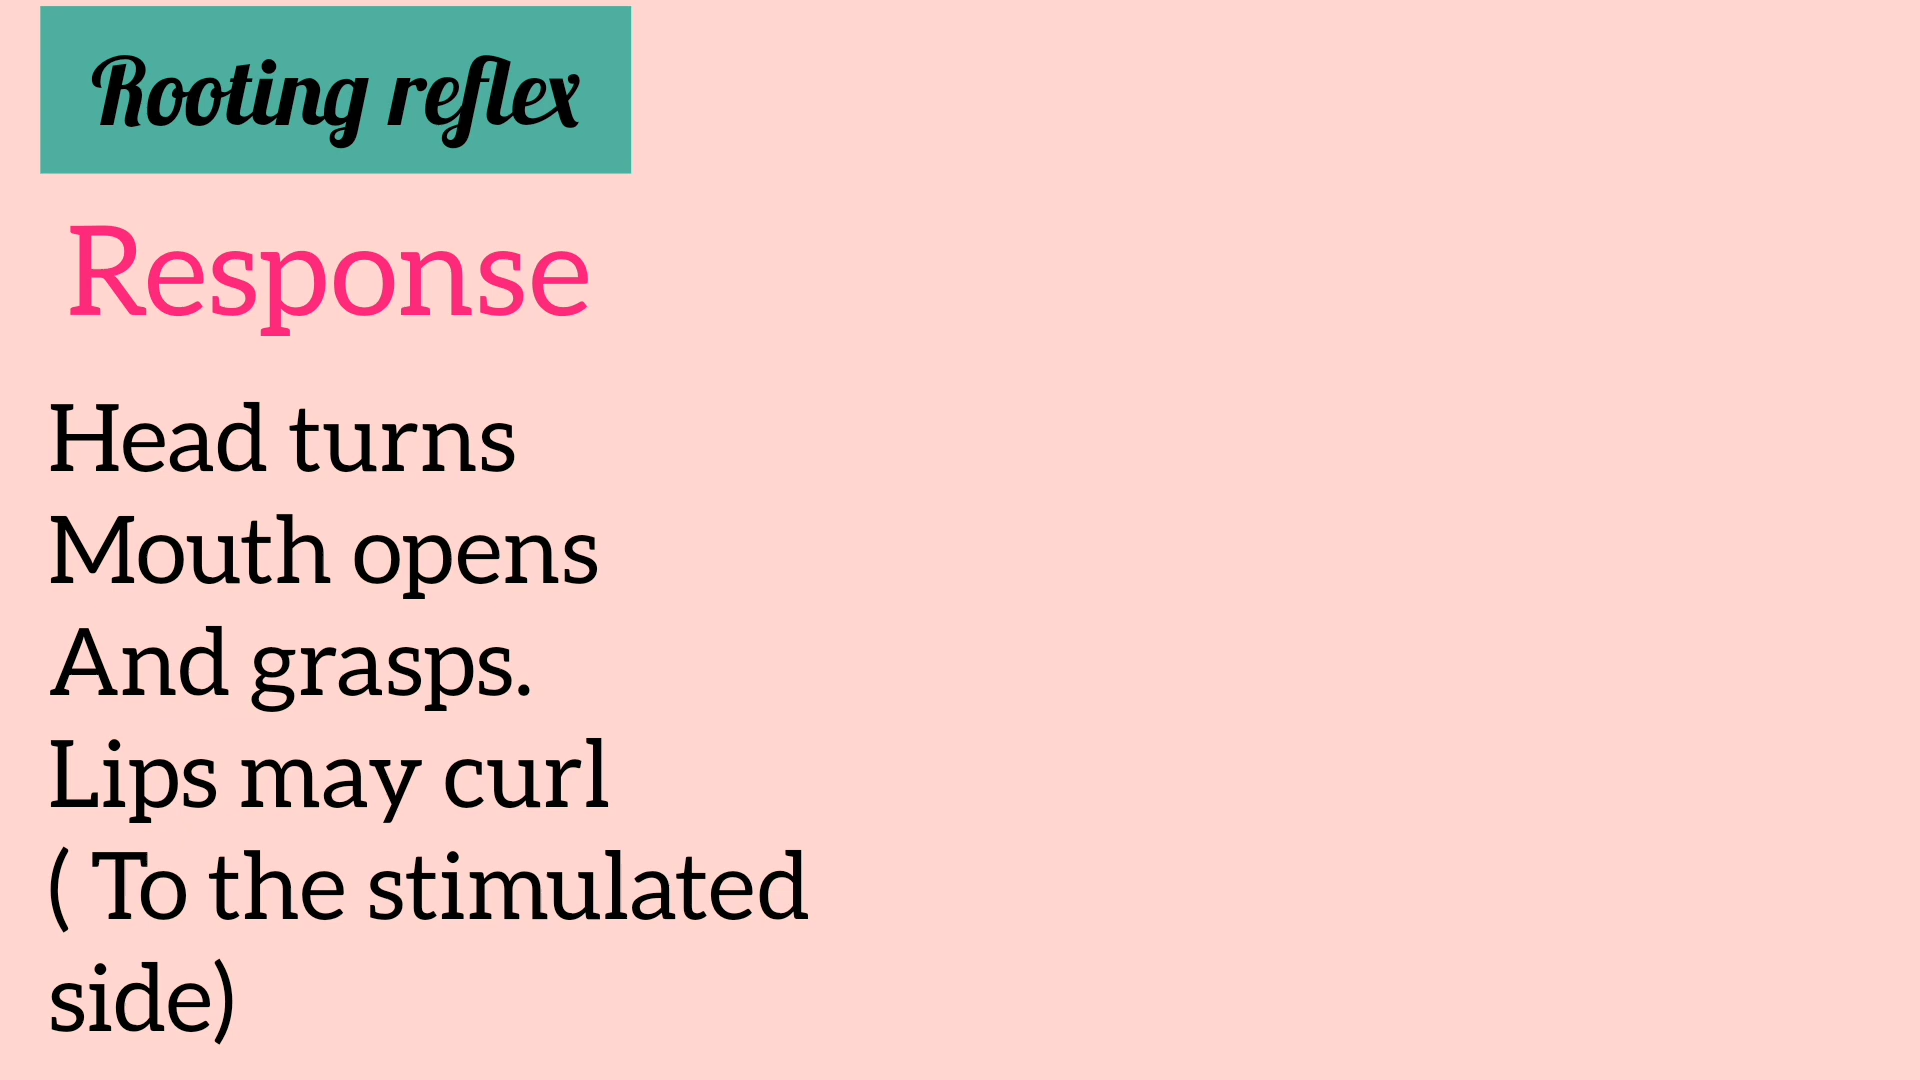 Rooting reflex
Response
Head turns
Mouth opens
And grasps.
Lips may curl
( To the stimulated
side)